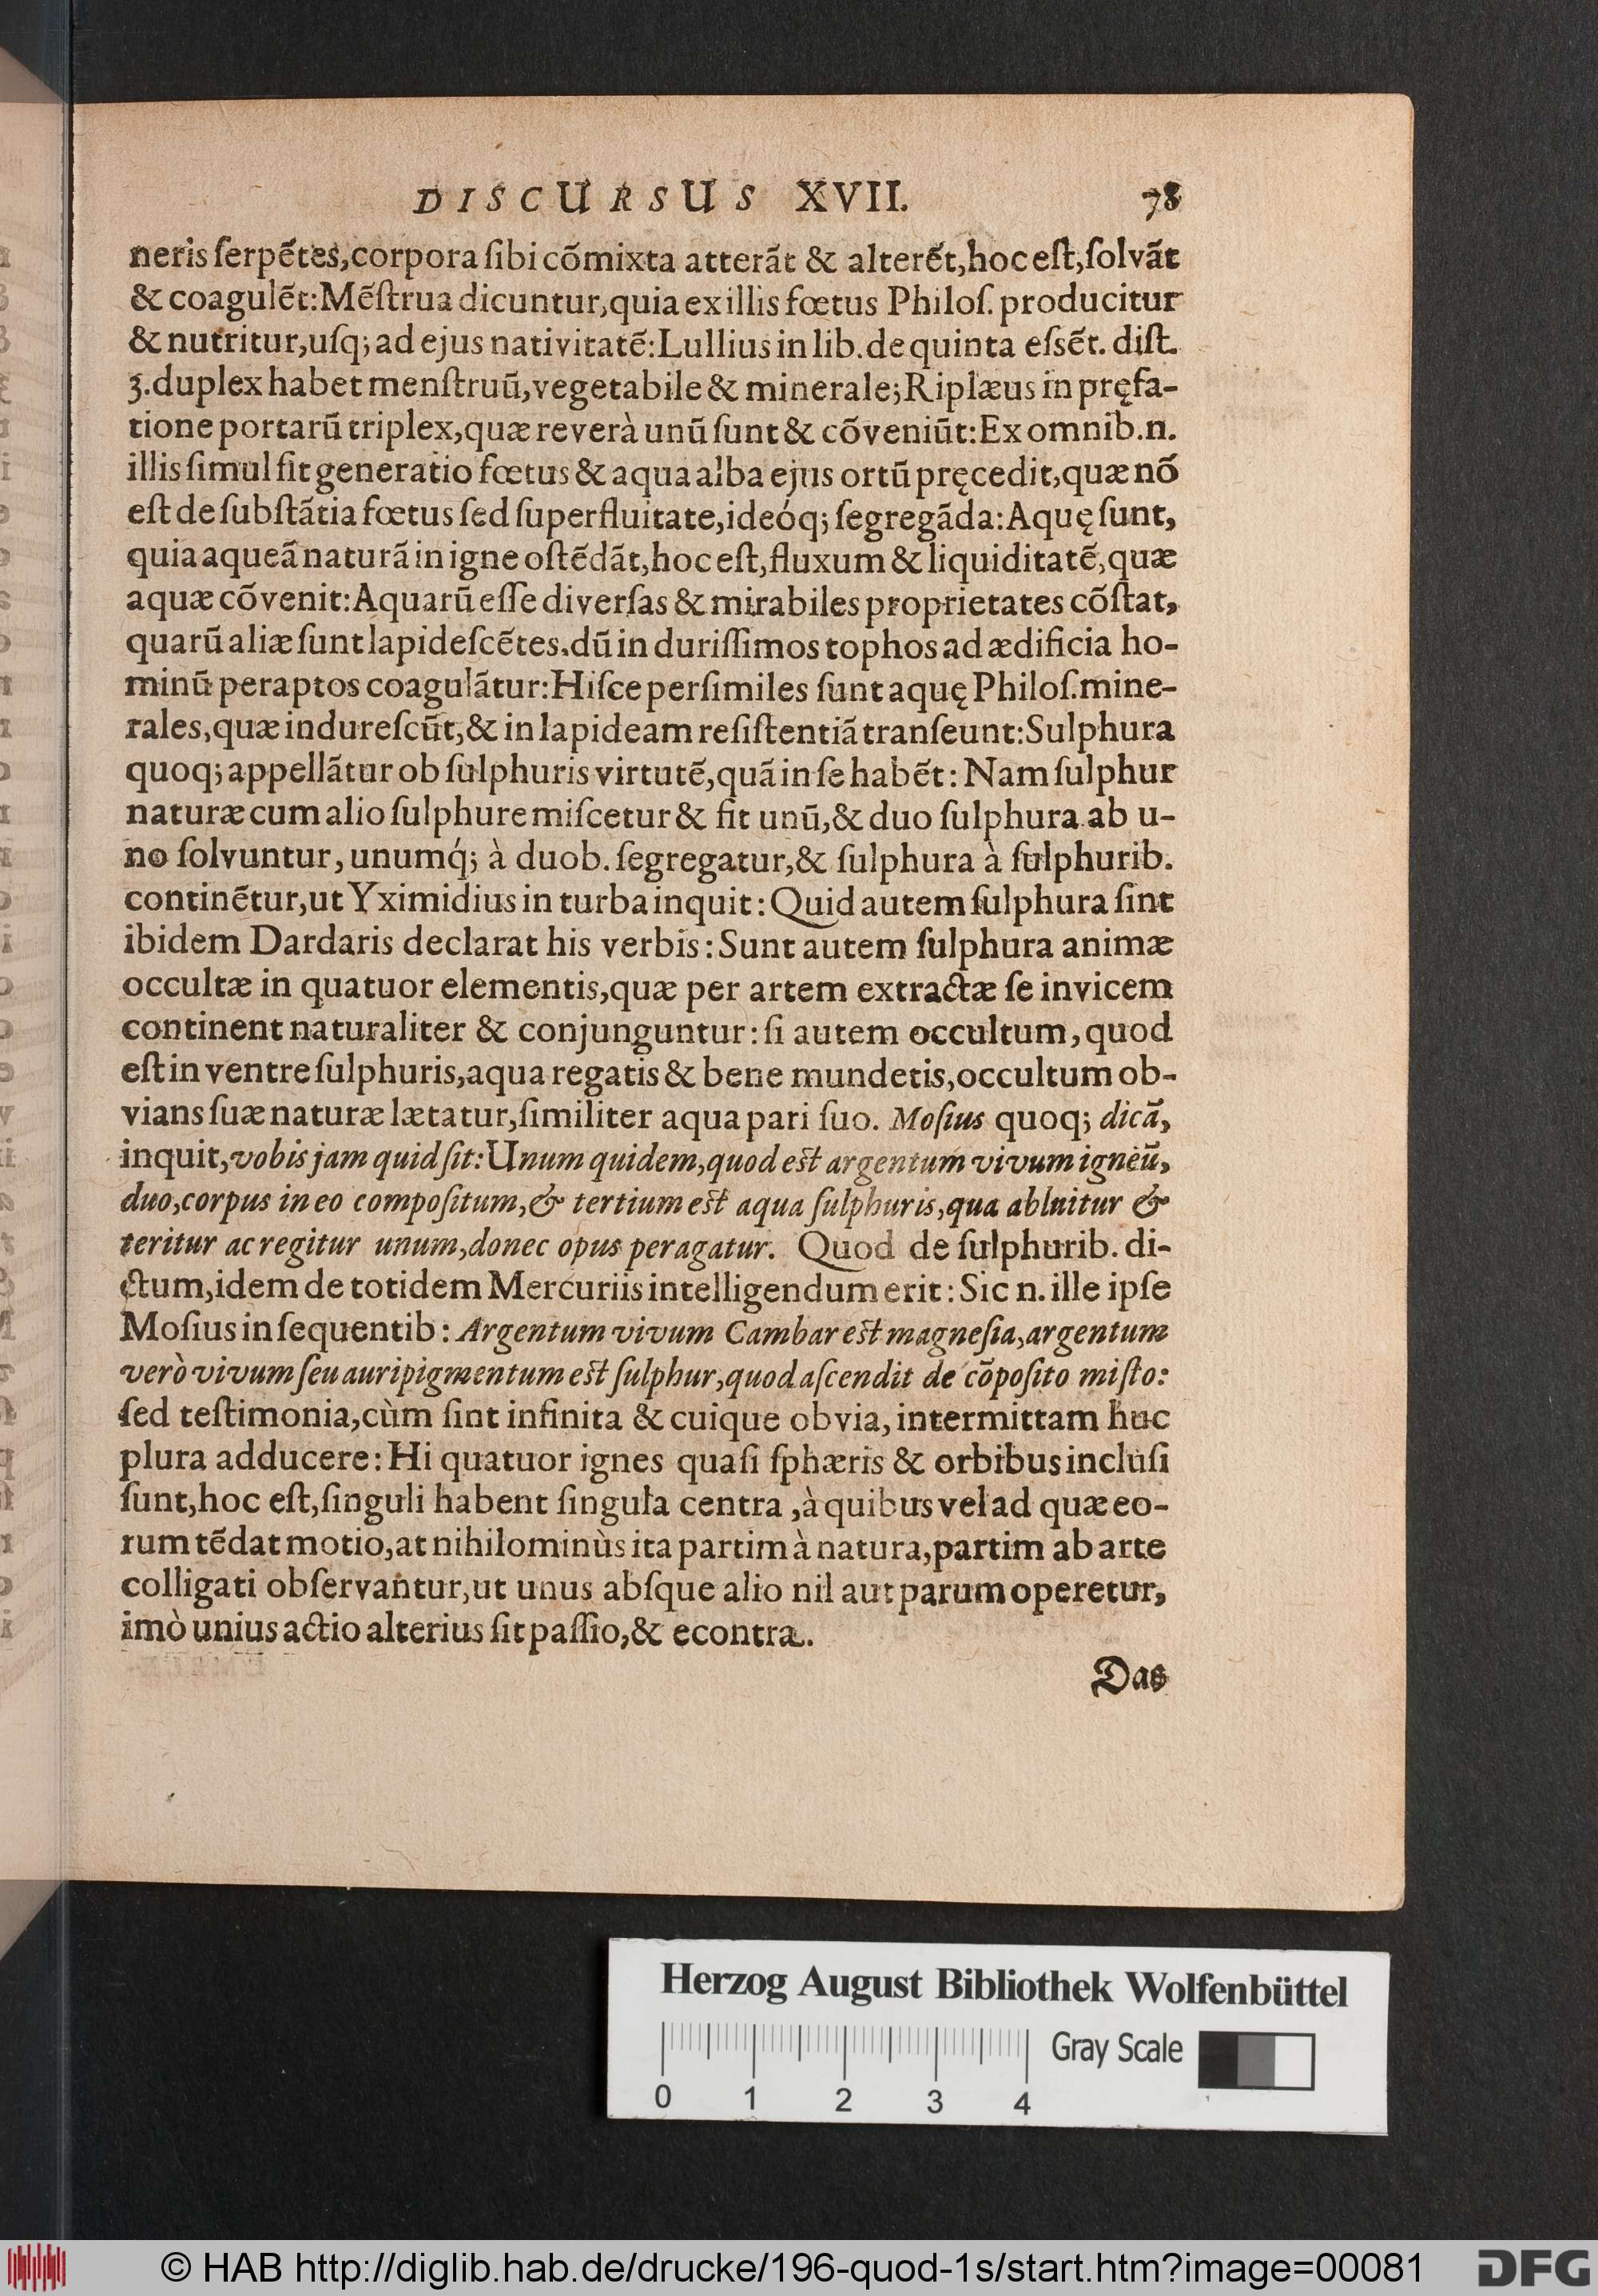 DISCURSUS XVII. 78
neris ſerpẽtes, corpora ſibi cõmixta atterãt & alterẽt, hoc eſt, ſolvãt
& coagulẽt: Mẽſtrua dicuntur, quia ex illis fœtus Philoſ. producitur
& nutritur, uſq; ad ejus nativitatẽ: Lullius in lib. de quinta eſsẽt. diſt.
3. duplex habet menſtruũ, vegetabile & minerale; Riplæus in pręfa-
tione portarũ triplex, quæ reverà unũ ſunt & cõveniũt: Ex omnib. n.
illis ſimul fit generatio fœtus & aqua alba ejus ortũ pręcedit, quæ nõ
eſt de ſubſtãtia fœtus ſed ſuperfluitate, ideóq; ſegregãda: Aquę ſunt,
quia aqueã naturã in igne oſtẽdãt, hoc eſt, fluxum & liquiditatẽ, quæ
aquæ cõvenit: Aquarũ eſſe diverſas & mirabiles proprietates cõſtat,
quarũ aliæ ſunt lapideſcẽtes, dũ in duriſſimos tophos ad ædificia ho-
minũ peraptos coagulãtur: Hiſce perſimiles ſunt aquę Philoſ. mine-
rales, quæ indureſcũt, & in lapideam reſiſtentiã tranſeunt: Sulphura
quoq; appellãtur ob ſulphuris virtutẽ, quã in ſe habẽt: Nam ſulphur
naturæ cum alio ſulphure miſcetur & fit unũ, & duo ſulphura ab u-
no ſolvuntur, unumq́; à duob. ſegregatur, & ſulphura à ſulphurib.
continẽtur, ut Yximidius in turba inquit: Quid autem ſulphura ſint
ibidem Dardaris declarat his verbis: Sunt autem ſulphura animæ
occultæ in quatuor elementis, quæ per artem extractæ ſe invicem
continent naturaliter & conjunguntur: ſi autem occultum, quod
eſt in ventre ſulphuris, aqua regatis & bene mundetis, occultum ob-
vians ſuæ naturæ lætatur, ſimiliter aqua pari ſuo. Moſius quoq; dicã,
inquit, vobis jam quid ſit: Unum quidem, quod eſt argentum vivum igneũ,
duo, corpus in eo compoſitum, & tertium eſt aqua ſulphuris, qua abluitur &
teritur ac regitur unum, donec opus peragatur. Quod de ſulphurib. di-
ctum, idem de totidem Mercuriis intelligendum erit: Sic n. ille ipſe
Moſius in ſequentib: Argentum vivum Cambar eſt magneſia, argentum
verò vivum ſeu auripigmentum eſt ſulphur, quod aſcendit de cõpoſito miſto:
ſed teſtimonia, cùm ſint infinita & cuique obvia, intermittam huc
plura adducere: Hi quatuor ignes quaſi ſphæris & orbibus incluſi
ſunt, hoc eſt, ſinguli habent ſingula centra, à quibus vel ad quæ eo-
rum tẽdat motio, at nihilominùs ita partim à natura, partim ab arte
colligati obſervantur, ut unus abſque alio nil aut parum operetur,
imò unius actio alterius ſit paſſio, & econtra.
Das
Herzog August Bibliothek Wolfenbüttel
Gray Scale
0 1 2 3 4
© HAB http://diglib.hab.de/drucke/196-quod-1s/start.htm?image=00081
DFG